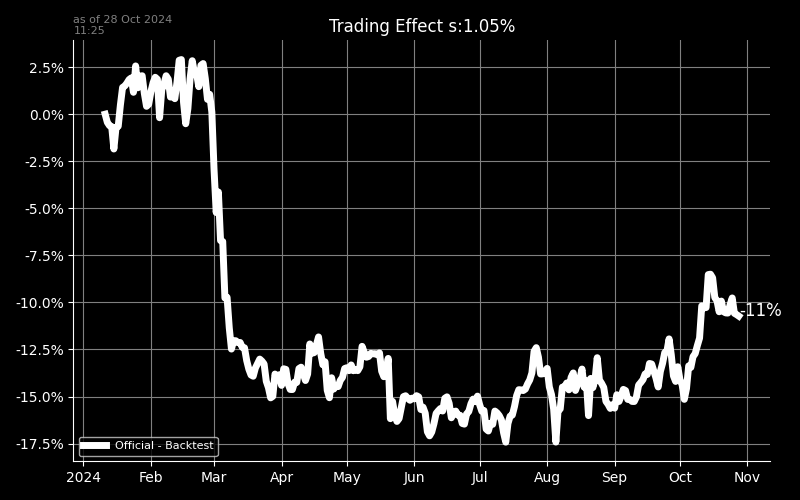 as of 28 Oct 2024
11:25
Trading Effect s:1.05%
2.5%
0.0%
-2.5%
-5.0%
-7.5%
-10.0%
-12.5%
-15.0%
-17.5%
-11%
Official - Backtest
2024 Feb Mar Apr May Jun Jul Aug Sep Oct Nov